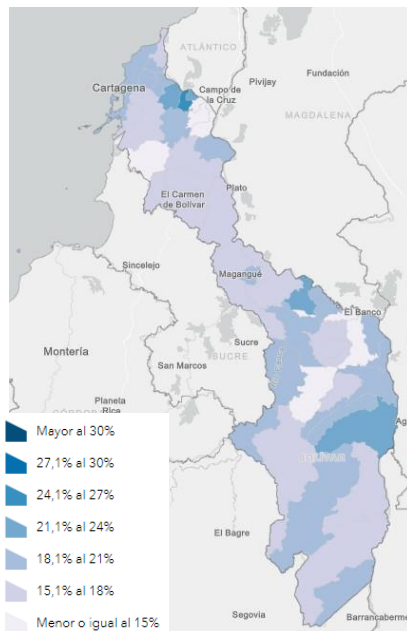 ATLÁNTICO
Cartagena
Campo de
la Cruz
Pivijay
Fundación
MAGDALENA
El Carmen
de Bolívar
Plato
Sincelejo
Magangué
El Banco
Montería
Sucre
SUCRE
San Marcos
Planeta
Rica
CÓRDOBA
BOLÍVAR
Ag
El Bagre
Segovia
Barrancaberme
Mayor al 30%
27,1% al 30%
24,1% al 27%
21,1% al 24%
18,1% al 21%
15,1% al 18%
Menor o igual al 15%